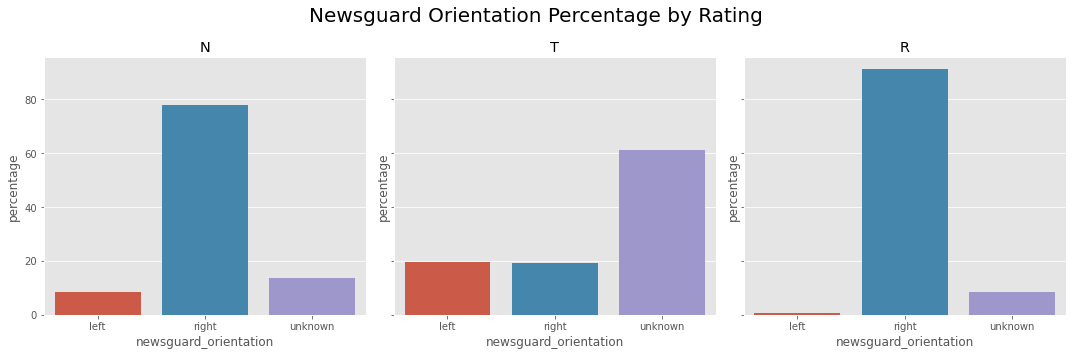 Newsguard Orientation Percentage by Rating
N
T
R
percentage
80
60
40
20
0
left right unknown
newsguard_orientation
percentage
left right unknown
newsguard_orientation
percentage
left right unknown
newsguard_orientation